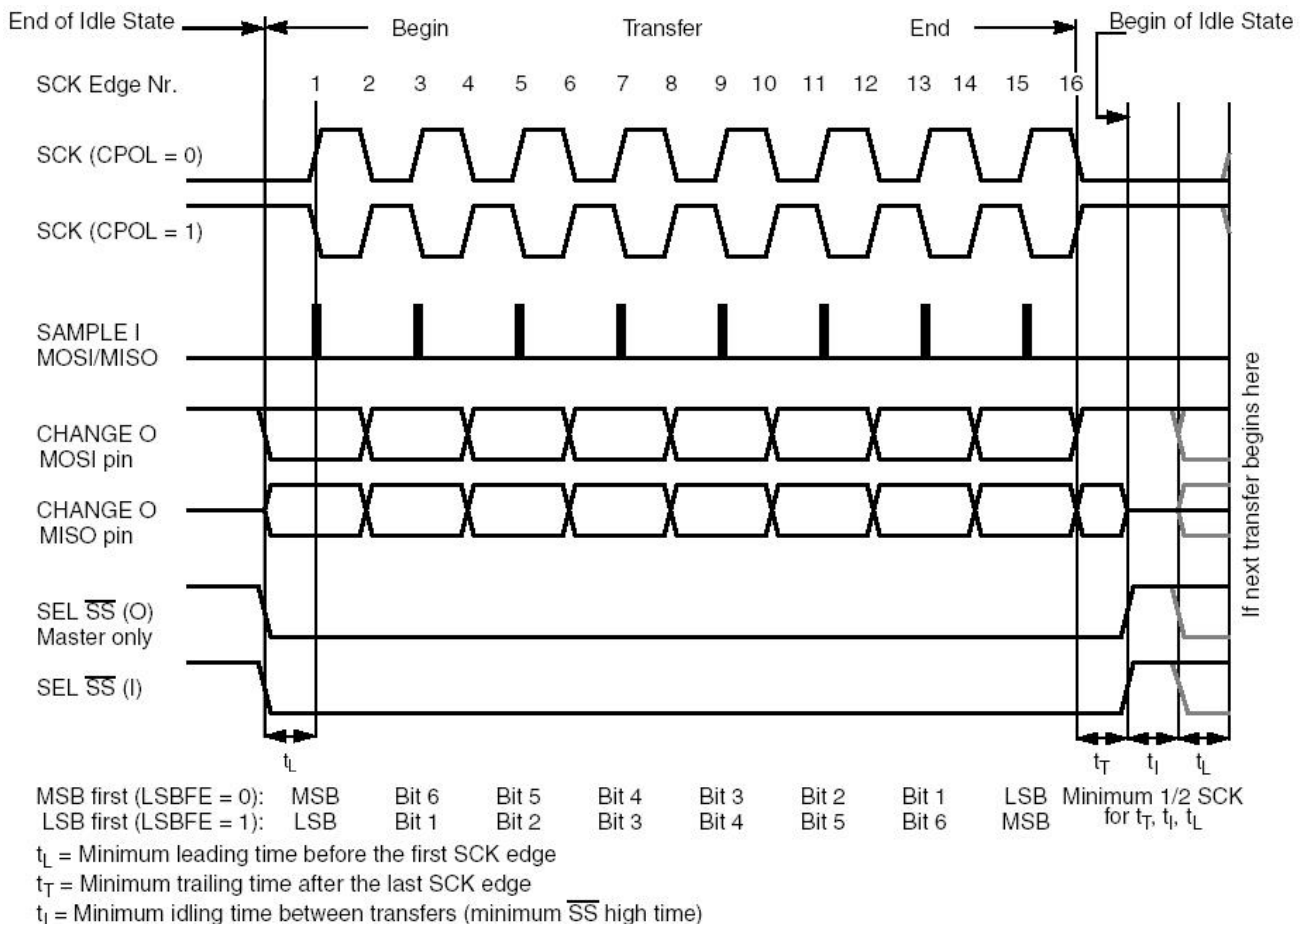 End of Idle State Begin Transfer End Begin of Idle State
SCK Edge Nr. 1 2 3 4 5 6 7 8 9 10 11 12 13 14 15 16
SCK (CPOL = 0)
SCK (CPOL = 1)
SAMPLE I
MOSI/MISO
CHANGE O
MOSI pin
CHANGE O
MISO pin
SEL S̅S̅ (O)
Master only
SEL S̅S̅ (I)
If next transfer begins here
tL tT tI tL
MSB first (LSBFE = 0): MSB Bit 6 Bit 5 Bit 4 Bit 3 Bit 2 Bit 1 LSB Minimum 1/2 SCK
LSB first (LSBFE = 1): LSB Bit 1 Bit 2 Bit 3 Bit 4 Bit 5 Bit 6 MSB for tT, tI, tL
tL = Minimum leading time before the first SCK edge
tT = Minimum trailing time after the last SCK edge
tI = Minimum idling time between transfers (minimum S̅S̅ high time)